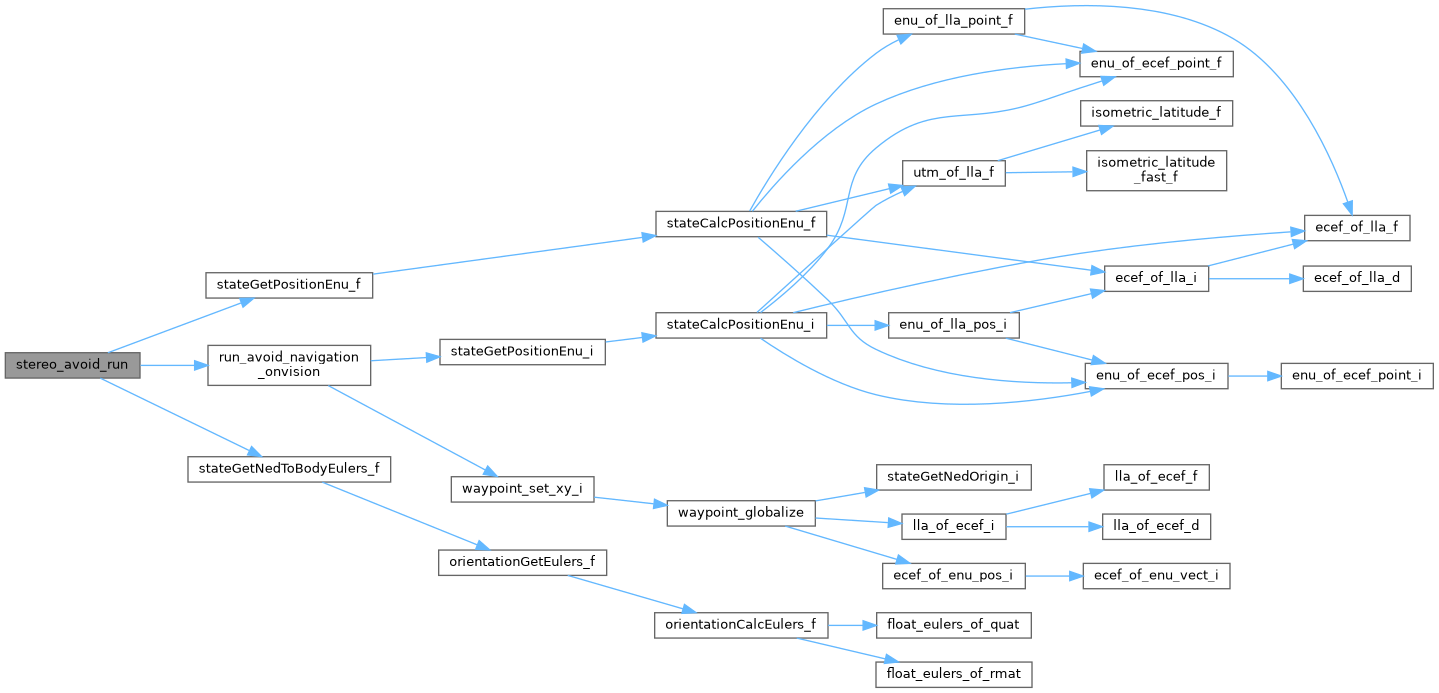 enu_of_lla_point_f
enu_of_ecef_point_f
isometric_latitude_f
isometric_latitude
_fast_f
utm_of_lla_f
stateCalcPositionEnu_f
ecef_of_lla_f
stateGetPositionEnu_f
ecef_of_lla_i
ecef_of_lla_d
stateCalcPositionEnu_i
enu_of_lla_pos_i
stereo_avoid_run
run_avoid_navigation
_onvision
stateGetPositionEnu_i
enu_of_ecef_pos_i
enu_of_ecef_point_i
stateGetNedToBodyEulers_f
waypoint_set_xy_i
stateGetNedOrigin_i
lla_of_ecef_f
waypoint_globalize
lla_of_ecef_i
lla_of_ecef_d
orientationGetEulers_f
ecef_of_enu_pos_i
ecef_of_enu_vect_i
orientationCalcEulers_f
float_eulers_of_quat
float_eulers_of_rmat